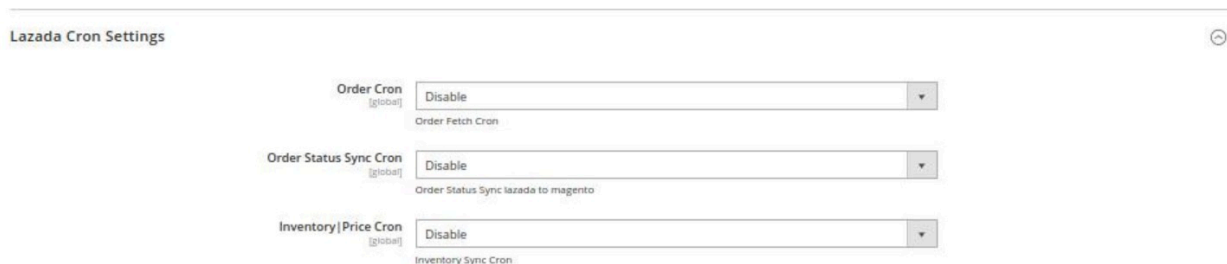 Lazada Cron Settings
Order Cron
[global]
Disable
Order Fetch Cron
Order Status Sync Cron
[global]
Disable
Order Status Sync lazada to magento
Inventory|Price Cron
[global]
Disable
Inventory Sync Cron